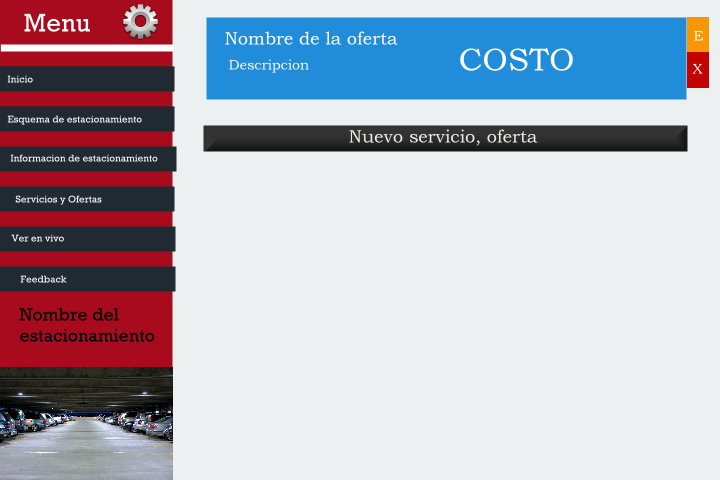 Menu
Inicio
Esquema de estacionamiento
Informacion de estacionamiento
Servicios y Ofertas
Ver en vivo
Feedback
Nombre del
estacionamiento
Nombre de la oferta
Descripcion
COSTO
E
X
Nuevo servicio, oferta